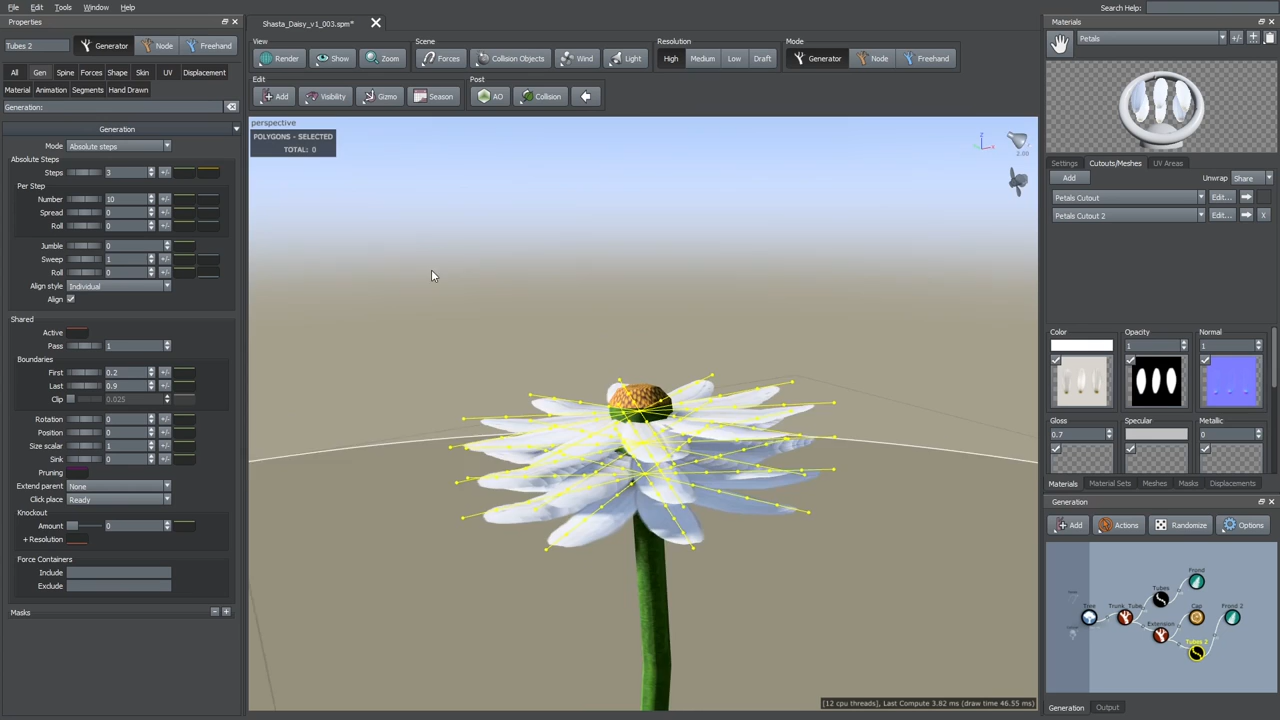 File Edit Tools Window Help
Search Help:
Properties
Shasta_Daisy_v1_003.spm*
Materials
Tubes 2 Generator Node Freehand
Petals
View Scene Resolution Mode
Render Show Zoom Forces Collision Objects Wind Light High Medium Low Draft Generator Node Freehand
All Gen Spine Forces Shape Skin UV Displacement
Material Animation Segments Hand Drawn
Edit Post
Add Visibility Gizmo Season AO Collision
Generation:
perspective
POLYGONS - SELECTED
TOTAL: 0
2.00
Generation
Mode Absolute steps
Absolute Steps
Steps 3
Per Step
Number 10
Spread 0
Roll 0
Jumble 0
Sweep 1
Roll 0
Align style Individual
Align
Shared
Active
Pass 1
Boundaries
First 0.2
Last 0.9
Clip 0.025
Rotation 0
Position 0
Size scalar 1
Sink 0
Pruning
Extend parent None
Click place Ready
Knockout
Amount 0
+ Resolution
Force Containers
Include
Exclude
Masks
Settings Cutouts/Meshes UV Areas
Add Unwrap Share
Petals Cutout Edit...
Petals Cutout 2 Edit... X
Color Opacity Normal
1 1
Gloss Specular Metallic
0.7 0
Materials Material Sets Meshes Masks Displacements
Generation
Add Actions Randomize Options
Frond
Tubes
Tree Trunk_Tube Cap Frond 2
Extension
Tubes 2
Generation Output
[12 cpu threads], Last Compute 3.82 ms (draw time 46.55 ms)